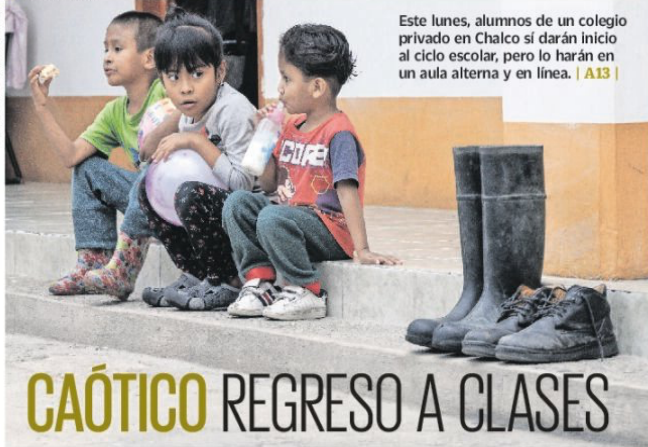 Este lunes, alumnos de un colegio
privado en Chalco sí darán inicio
al ciclo escolar, pero lo harán en
un aula alterna y en línea. | A13 |
CAÓTICO REGRESO A CLASES